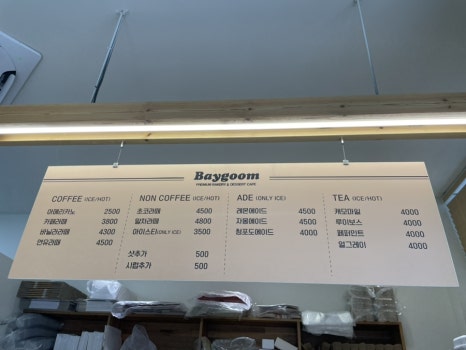 Baygoom
PREMIUM BAKERY & DESSERT CAFE
COFFEE (ICE/HOT)
아메리카노 2500
카페라떼 3800
바닐라라떼 4300
연유라떼 4500
NON COFFEE (ICE/HOT)
초코라떼 4500
말차라떼 4800
아이스티(ONLY ICE) 3500
샷추가 500
시럽추가 500
ADE (ONLY ICE)
레몬에이드 4500
자몽에이드 4500
청포도에이드 4000
TEA (ICE/HOT)
캐모마일 4000
루이보스 4000
페퍼민트 4000
얼그레이 4000